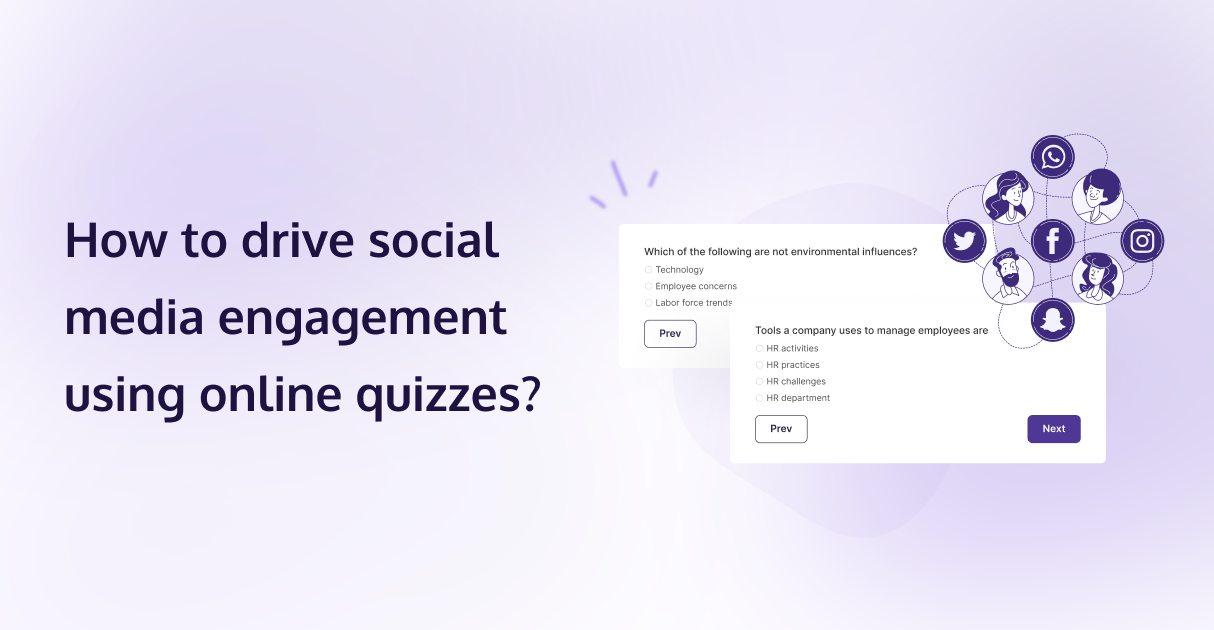 How to drive social
media engagement
using online quizzes?
Which of the following are not environmental influences?
Technology
Employee concerns
Labor force trends
Prev
Tools a company uses to manage employees are
HR activities
HR practices
HR challenges
HR department
Prev
Next